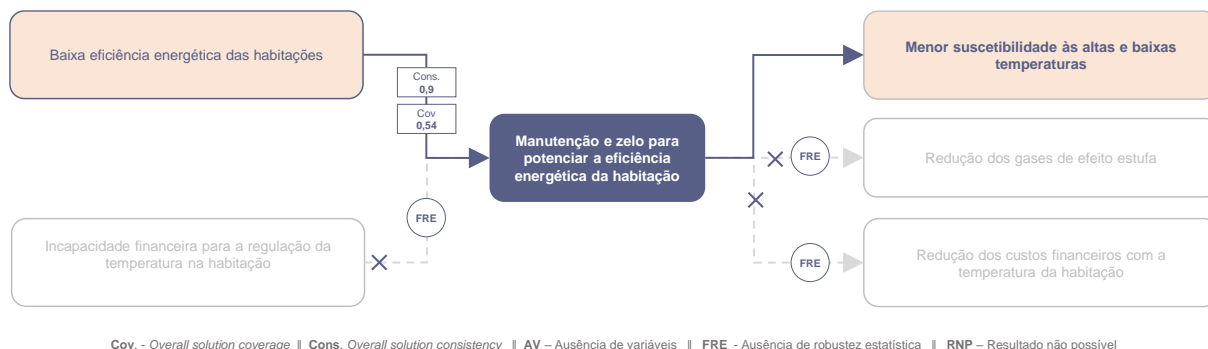 Baixa eficiência energética das habitações
Cons.
0,9
Cov
0,54
Incapacidade financeira para a regulação da
temperatura na habitação
FRE
Manutenção e zelo para
potenciar a eficiência
energética da habitação
Menor suscetibilidade às altas e baixas
temperaturas
FRE
Redução dos gases de efeito estufa
FRE
Redução dos custos financeiros com a
temperatura da habitação
Cov. - Overall solution coverage || Cons. Overall solution consistency || AV – Ausência de variáveis || FRE - Ausência de robustez estatística || RNP – Resultado não possível